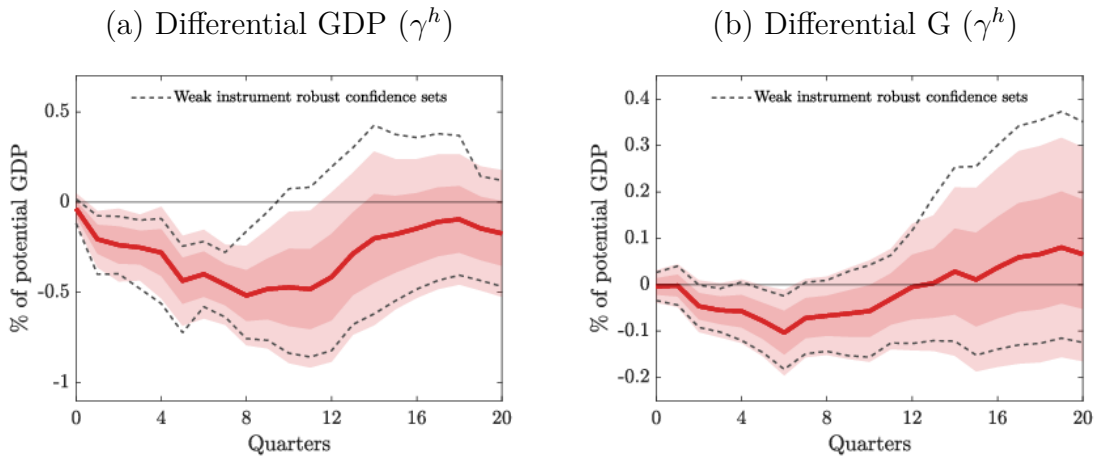 (a) Differential GDP (γ^h)
(b) Differential G (γ^h)
Weak instrument robust confidence sets
0.5
0
-0.5
-1
% of potential GDP
0 4 8 12 16 20
Quarters
Weak instrument robust confidence sets
0.4
0.3
0.2
0.1
0
-0.1
-0.2
% of potential GDP
0 4 8 12 16 20
Quarters